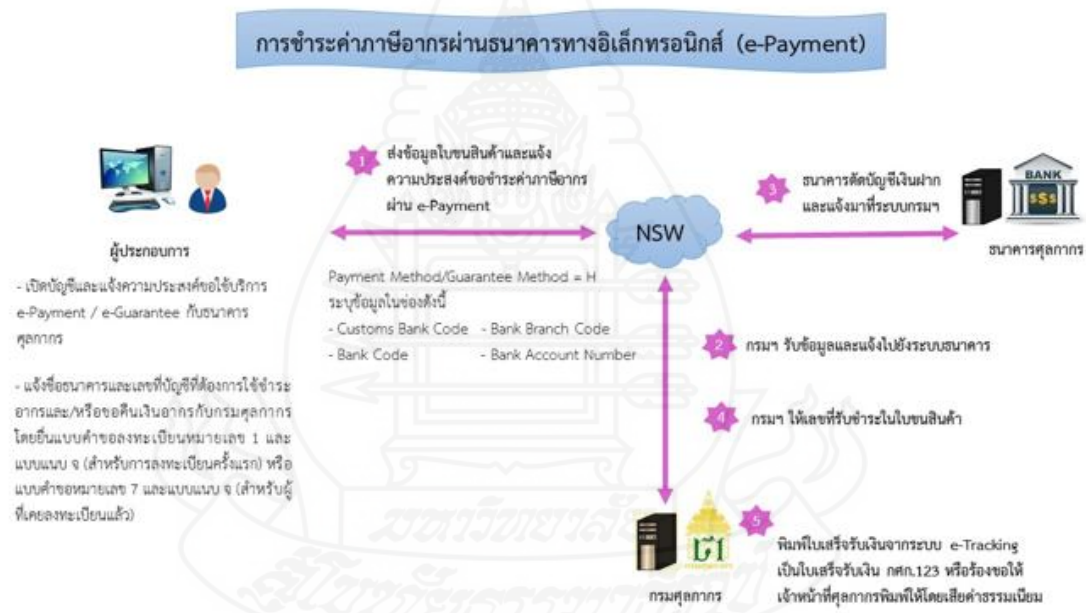 การชำระค่าภาษีอากรผ่านธนาคารทางอิเล็กทรอนิกส์ (e-Payment)
1
ส่งข้อมูลใบขนสินค้าและแจ้ง
ความประสงค์ขอชำระค่าภาษีอากร
ผ่าน e-Payment
NSW
3
ธนาคารตัดบัญชีเงินฝาก
และแจ้งมาที่ระบบกรมฯ
BANK
$$$
ธนาคารศุลกากร
ผู้ประกอบการ
- เปิดบัญชีและแจ้งความประสงค์ขอใช้บริการ
e-Payment / e-Guarantee กับธนาคาร
ศุลกากร
- แจ้งชื่อธนาคารและเลขที่บัญชีที่ต้องการใช้ชำระ
อากรและ/หรือขอคืนเงินอากรกับกรมศุลกากร
โดยยื่นแบบคำขอลงทะเบียนหมายเลข 1 และ
แบบแนบ จ (สำหรับการลงทะเบียนครั้งแรก) หรือ
แบบคำขอหมายเลข 7 และแบบแนบ จ (สำหรับผู้
ที่เคยลงทะเบียนแล้ว)
Payment Method/Guarantee Method = H
ระบุข้อมูลในช่องดังนี้
- Customs Bank Code - Bank Branch Code
- Bank Code - Bank Account Number
2
กรมฯ รับข้อมูลและแจ้งไปยังระบบธนาคาร
4
กรมฯ ให้เลขที่รับชำระในใบขนสินค้า
5
พิมพ์ใบเสร็จรับเงินจากระบบ e-Tracking
เป็นใบเสร็จรับเงิน กศก.123 หรือร้องขอให้
เจ้าหน้าที่ศุลกากรพิมพ์ให้โดยเสียค่าธรรมเนียม
กรมศุลกากร